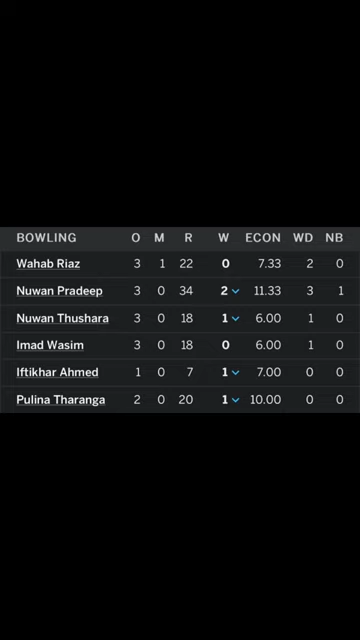 BOWLING O M R W ECON WD NB
Wahab Riaz 3 1 22 0 7.33 2 0
Nuwan Pradeep 3 0 34 2 11.33 3 1
Nuwan Thushara 3 0 18 1 6.00 1 0
Imad Wasim 3 0 18 0 6.00 1 0
Iftikhar Ahmed 1 0 7 1 7.00 0 0
Pulina Tharanga 2 0 20 1 10.00 0 0